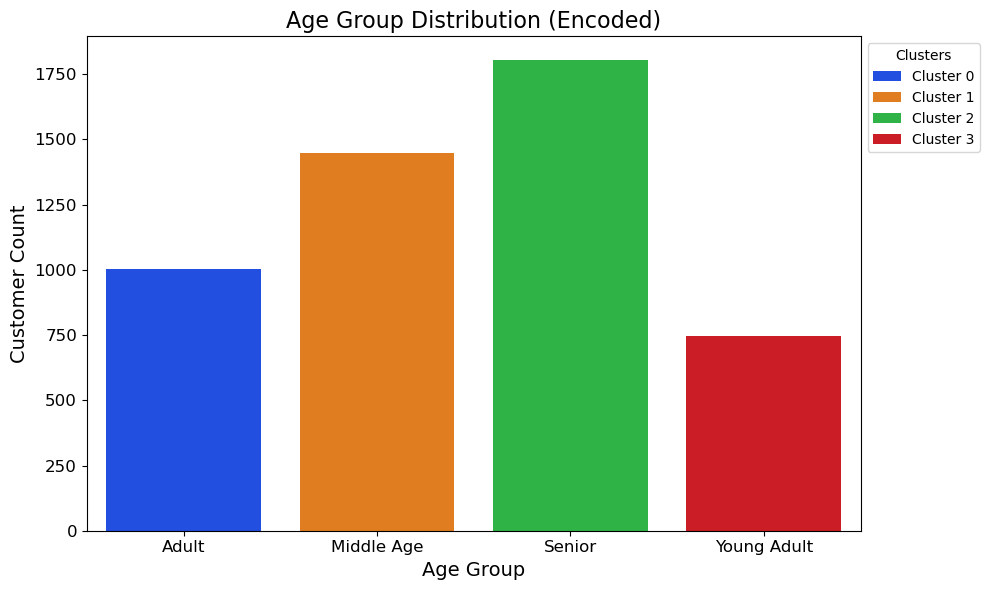 Age Group Distribution (Encoded)
Clusters
Cluster 0
Cluster 1
Cluster 2
Cluster 3
Customer Count
1750
1500
1250
1000
750
500
250
0
Adult
Middle Age
Senior
Young Adult
Age Group